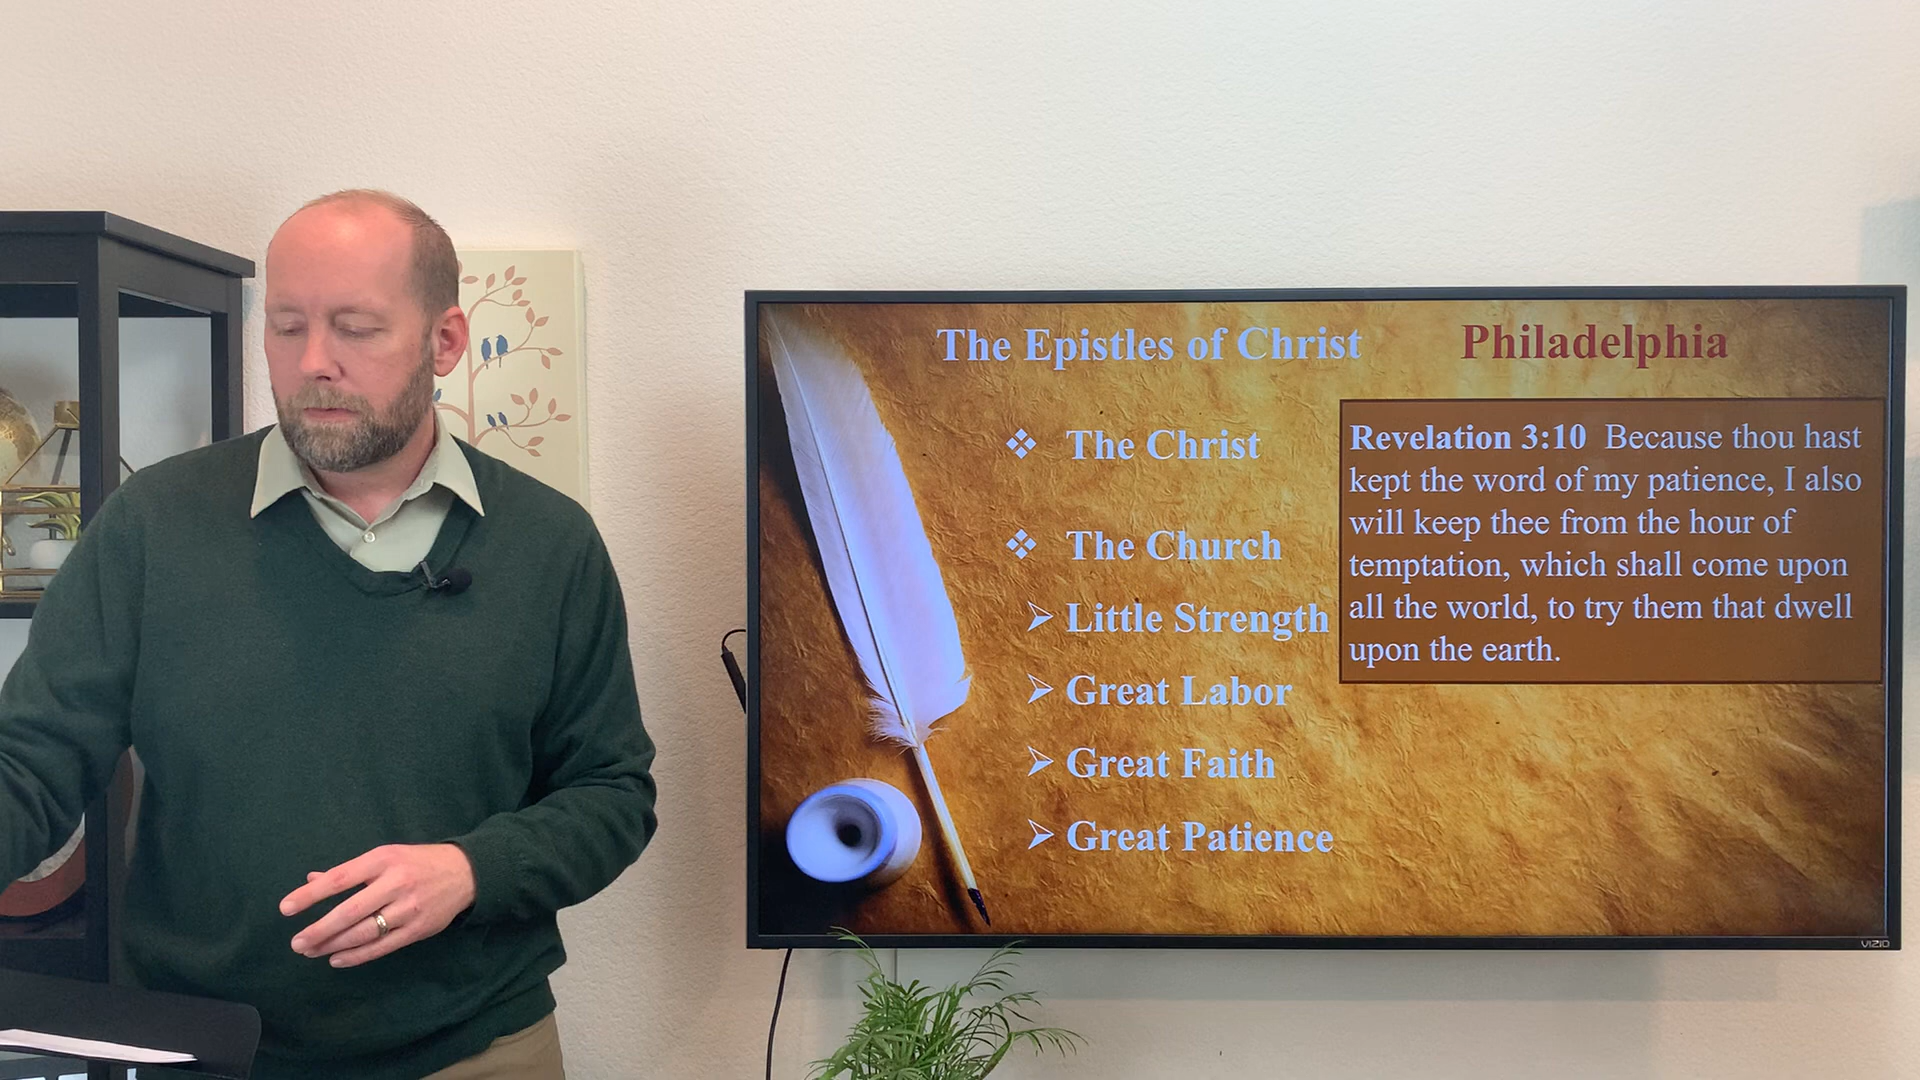 The Epistles of Christ
Philadelphia
❖ The Christ
❖ The Church
➢ Little Strength
➢ Great Labor
➢ Great Faith
➢ Great Patience
Revelation 3:10 Because thou hast
kept the word of my patience, I also
will keep thee from the hour of
temptation, which shall come upon
all the world, to try them that dwell
upon the earth.
VIZIO